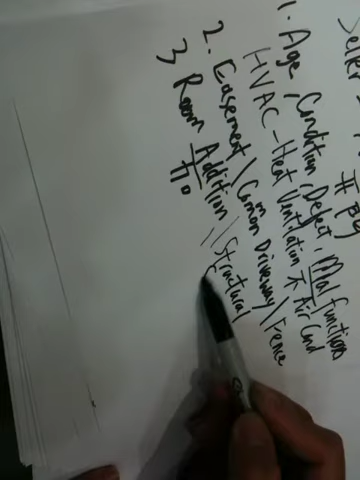 Seller
1. Age, Condition, Defect, Malfunctions
HVAC - Heat Ventilation & Air Cond
2. Easement \ Common Driveway \ Fence
3) Room Addition \\ Structural